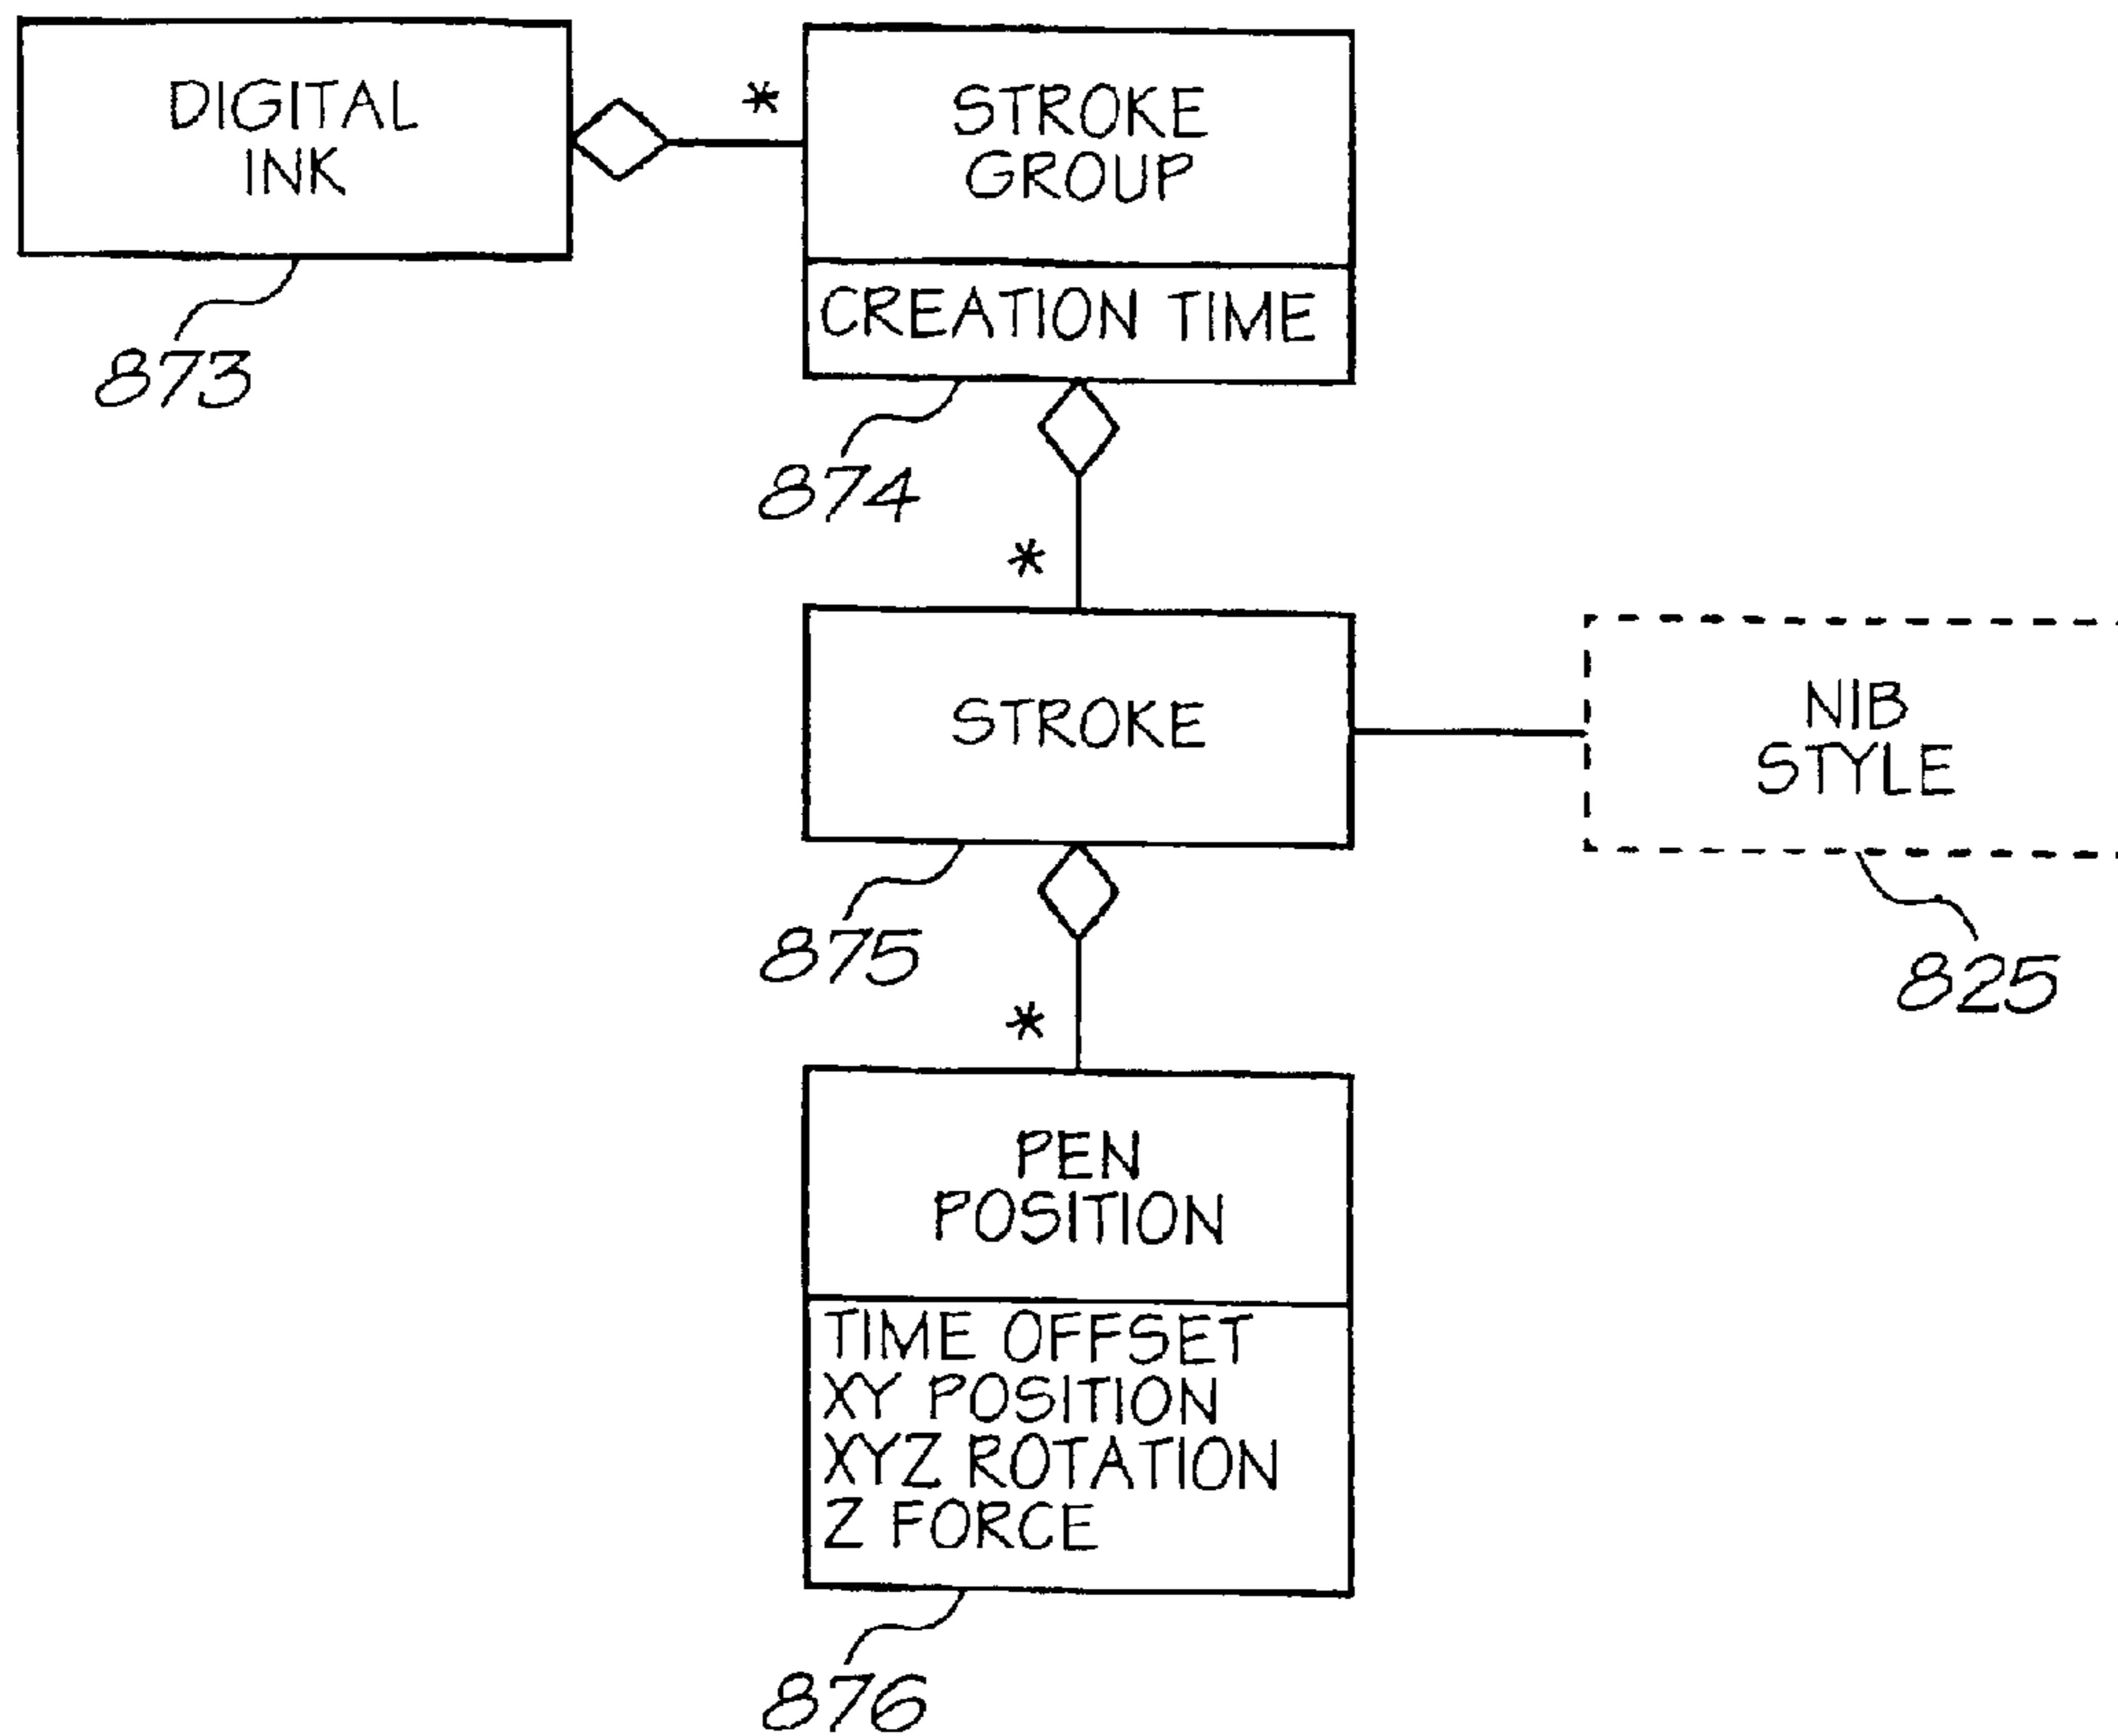 DIGITAL
INK
873
*
STROKE
GROUP
CREATION TIME
874
*
STROKE
875
NIB
STYLE
825
*
PEN
POSITION
TIME OFFSET
XY POSITION
XYZ ROTATION
Z FORCE
876